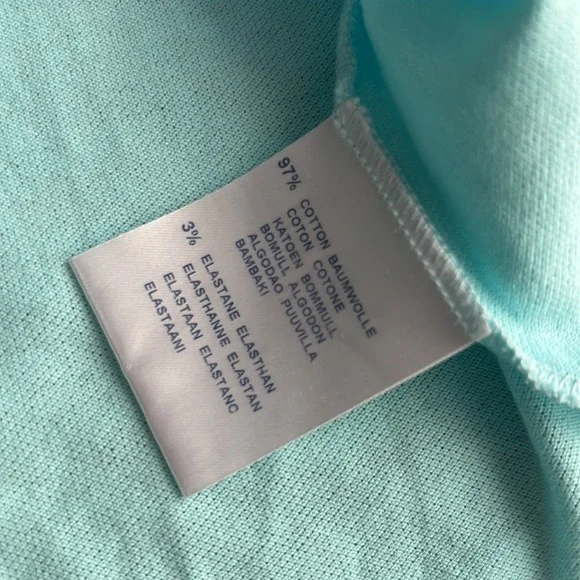 97% COTTON BAUMWOLLE
COTON COTONE
KATOEN BOMMULL
BOMULL ALGODON
ALGODAO PUUVILLA
BAMBAKI
3% ELASTANE ELASTHAN
ELASTHANNE ELASTAN
ELASTAAN ELASTANC
ELASTAANI